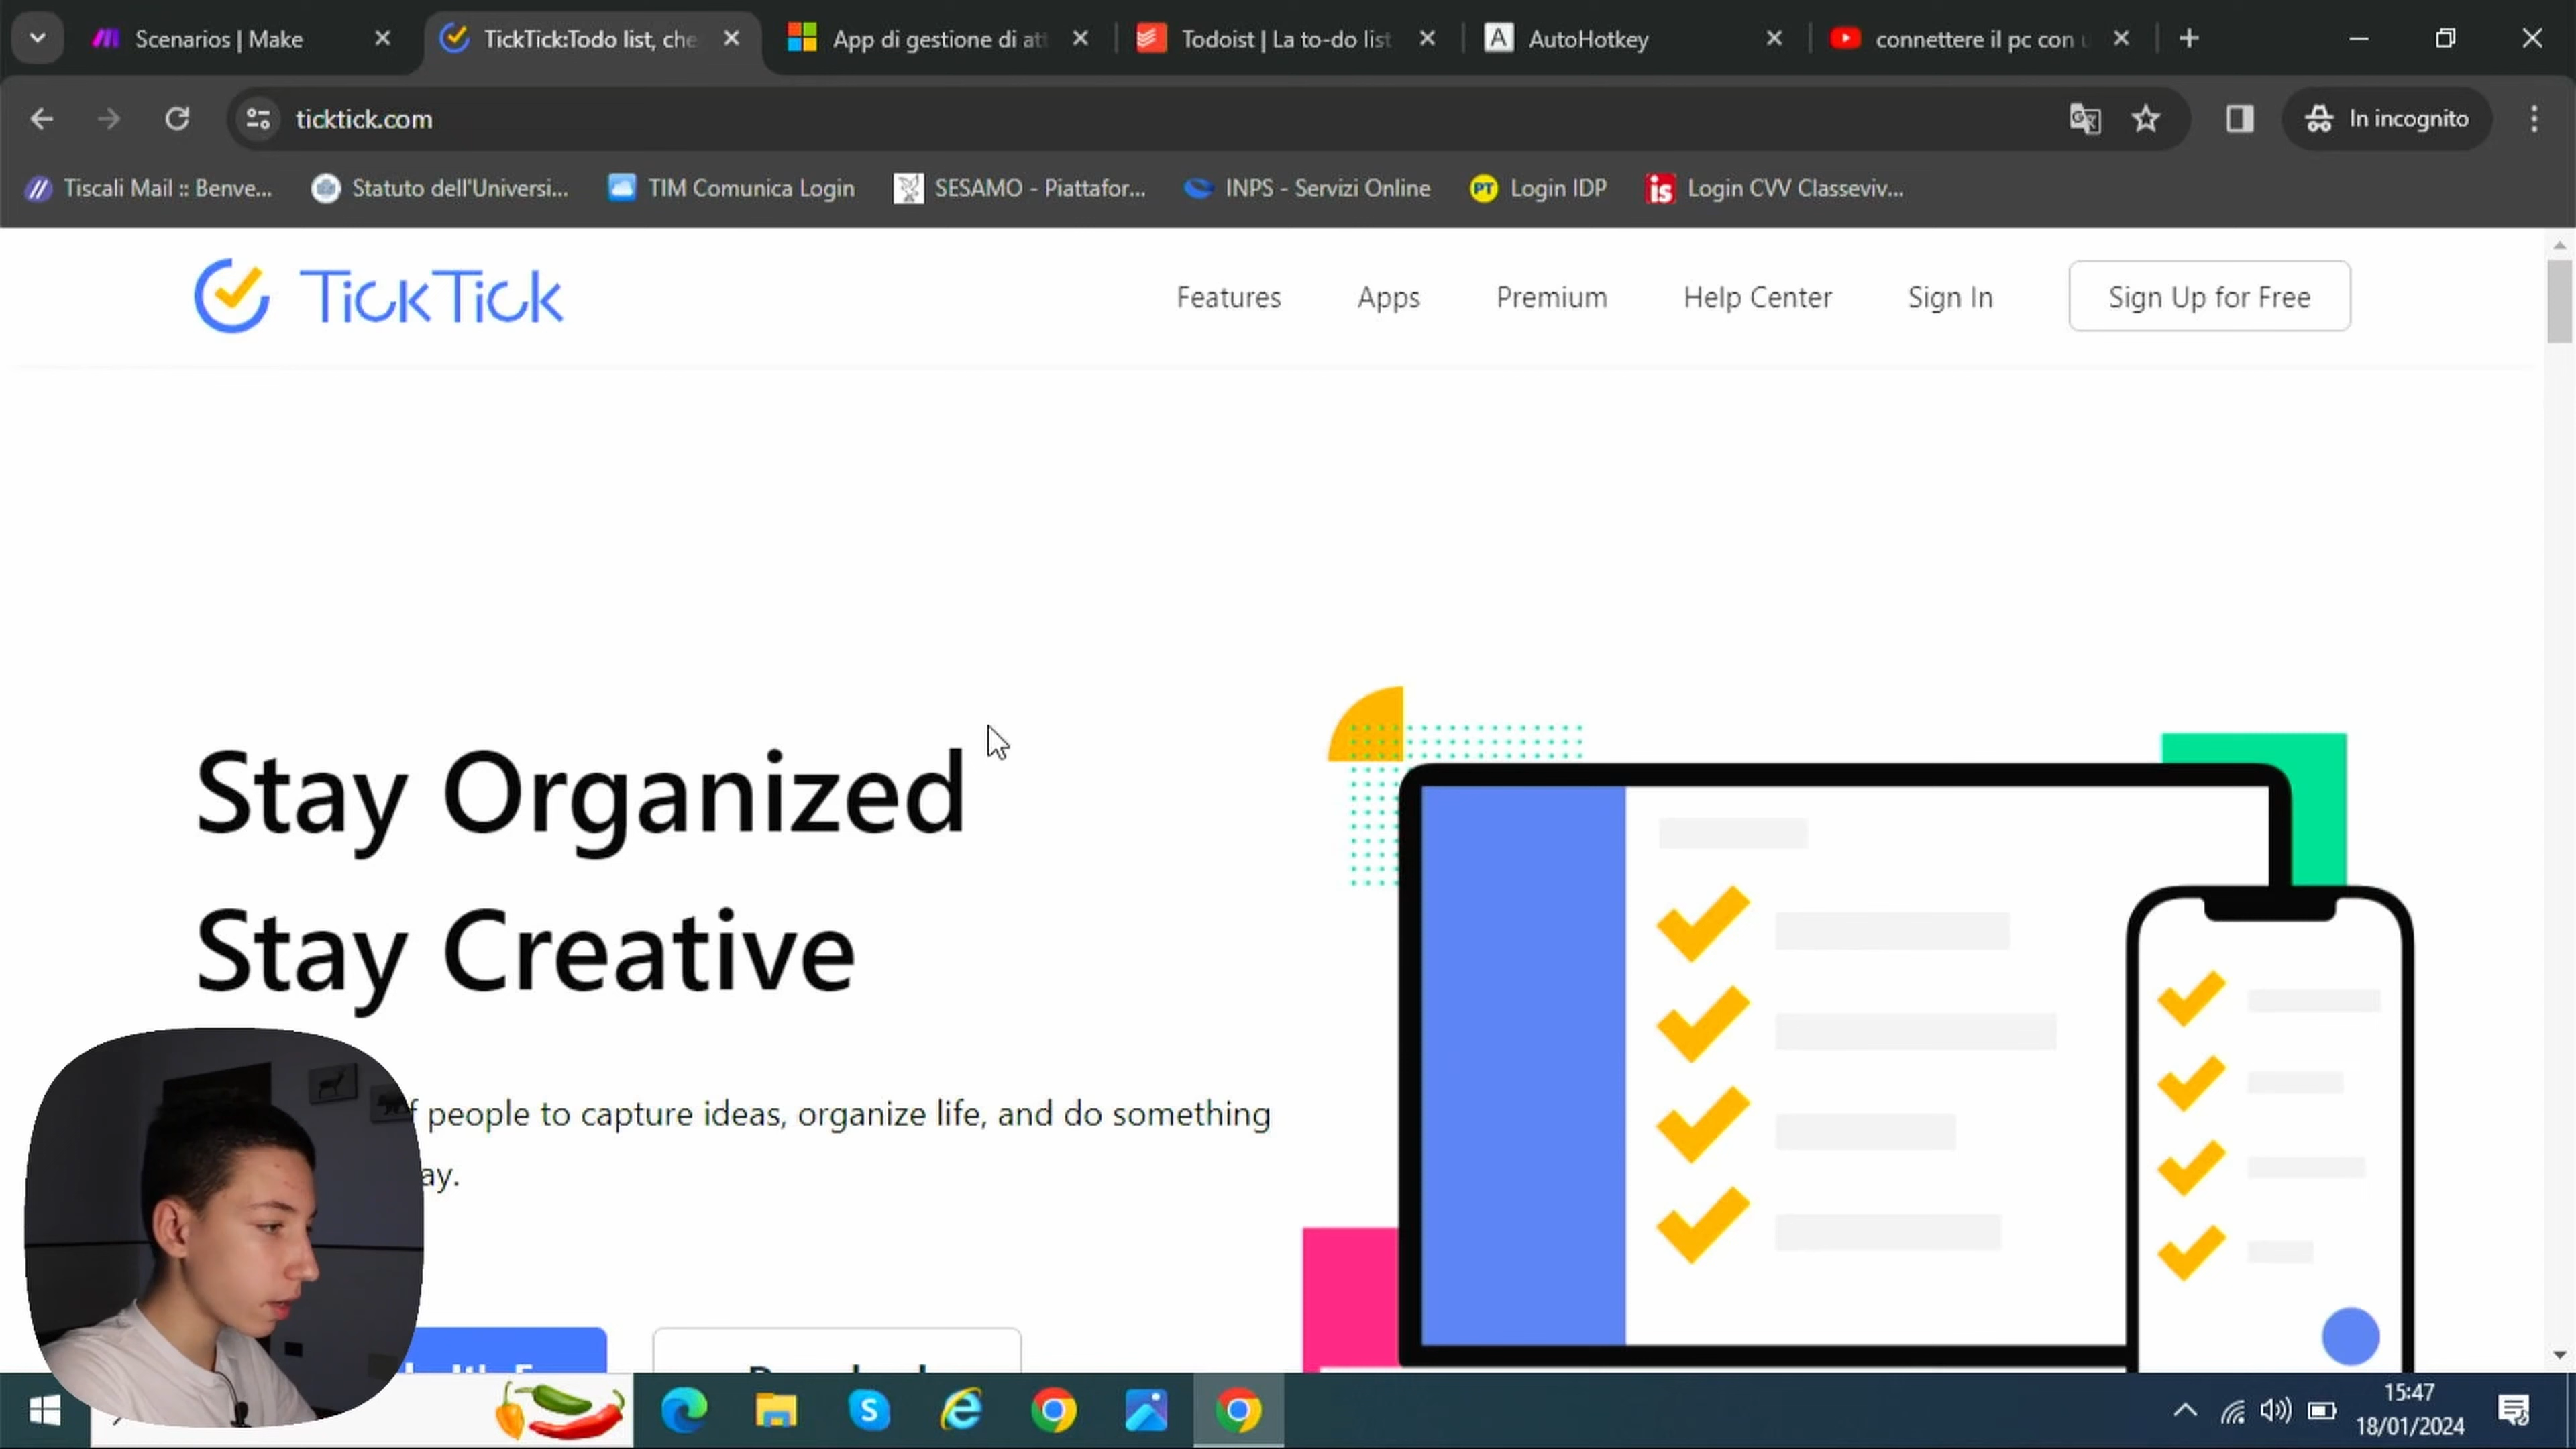 Scenarios | Make
TickTick:Todo list, che
App di gestione di att
Todoist | La to-do list
AutoHotkey
connettere il pc con u
ticktick.com
In incognito
Tiscali Mail :: Benve...
Statuto dell'Universi...
TIM Comunica Login
SESAMO - Piattafor...
INPS - Servizi Online
PT
Login IDP
is
Login CVV Classeviv...
TickTick
Features
Apps
Premium
Help Center
Sign In
Sign Up for Free
Stay Organized
Stay Creative
people to capture ideas, organize life, and do something
ay.
15:47
18/01/2024